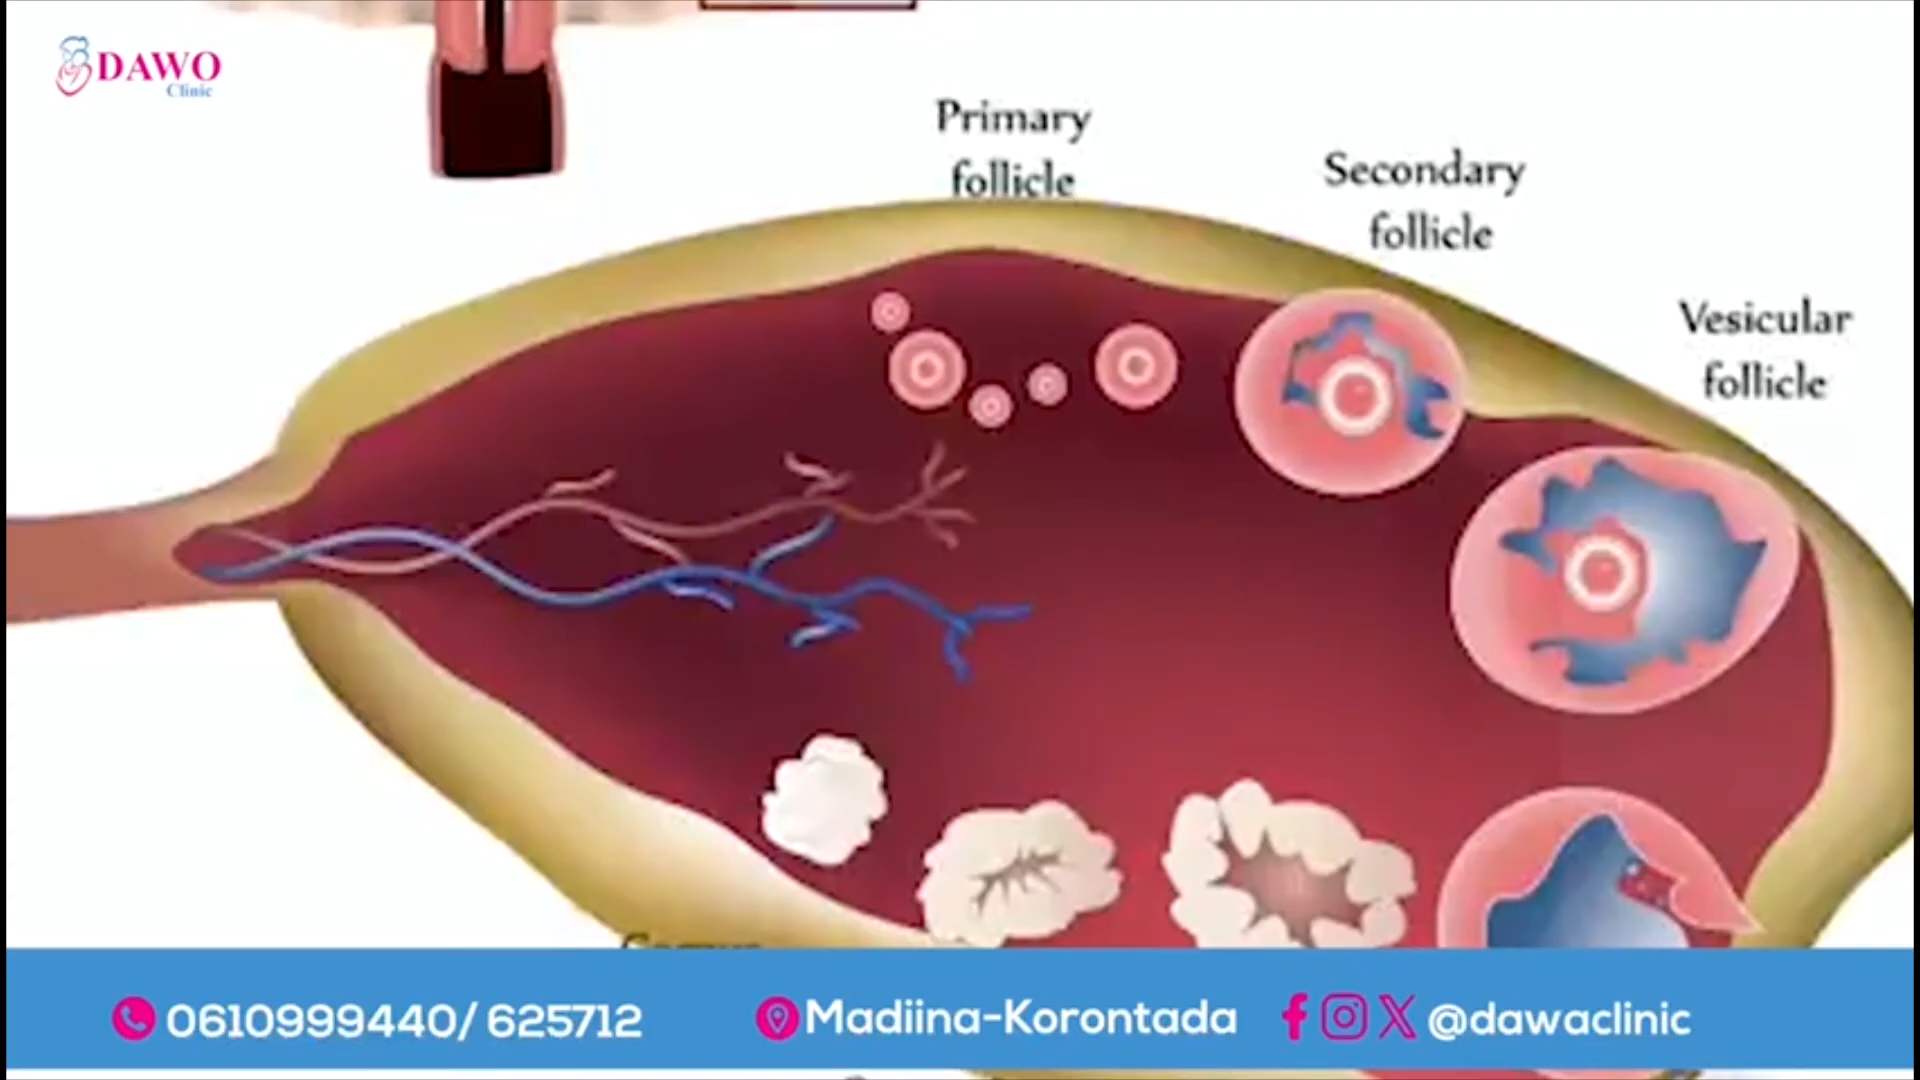 DAWO
Clinic
Primary
follicle
Secondary
follicle
Vesicular
follicle
0610999440/ 625712
Madiina-Korontada
@dawaclinic